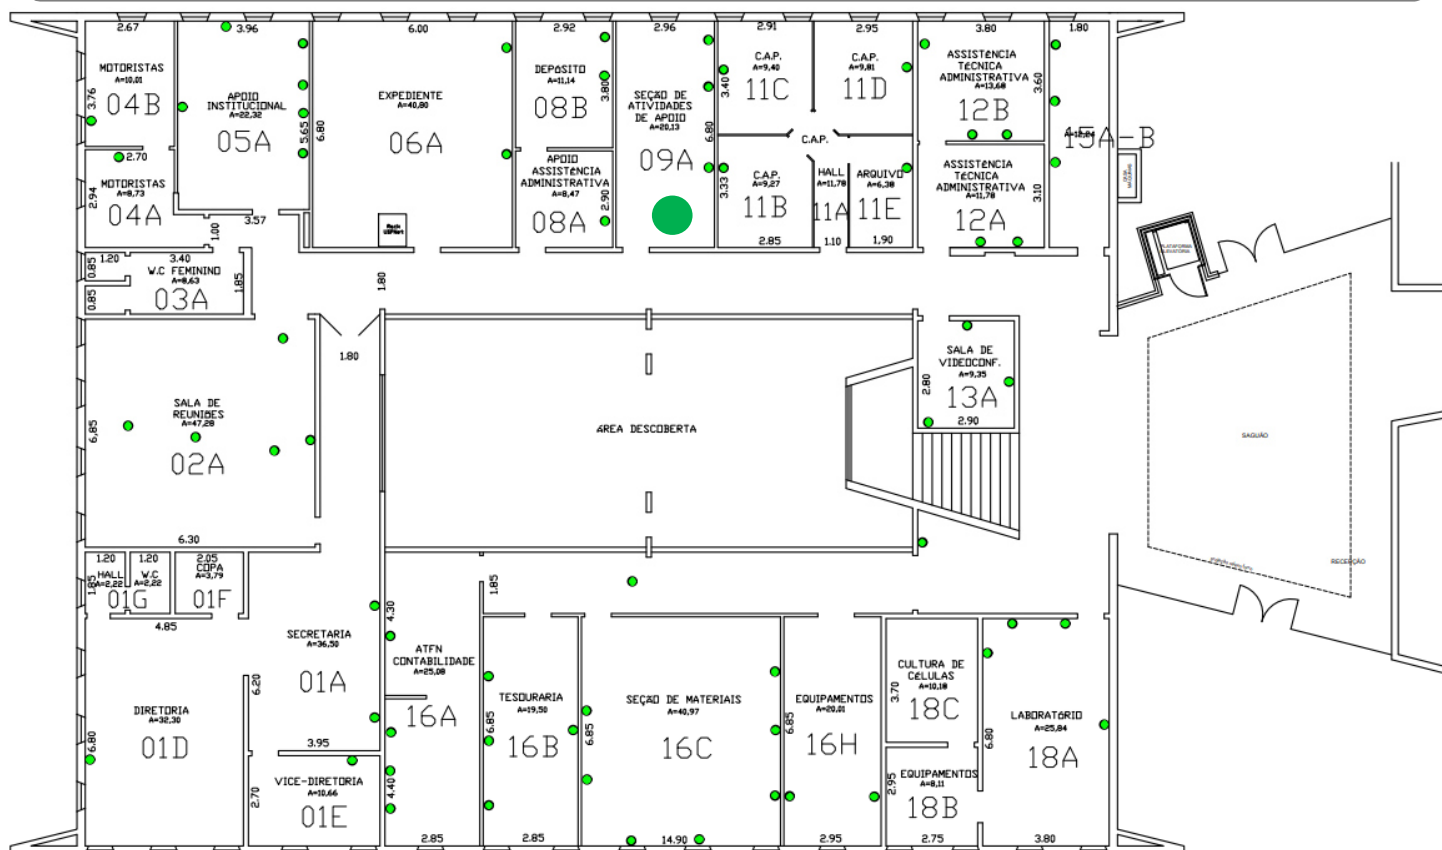 2.67
3.96
6.00
2.92
2.96
2.91
2.95
3.80
1.80
MOTORISTAS
A=10,01
04B
3.76
APOIO
INSTITUCIONAL
A=22,32
05A
5.65
6.80
EXPEDIENTE
A=40,80
06A
DEPóSITO
A=11,14
08B
3.80
SEÇÃO DE
ATIVIDADES
DE APOIO
A=20,13
09A
6.80
3.40
C.A.P.
A=9,40
11C
C.A.P.
A=9,81
11D
ASSISTêNCIA
TéCNICA
ADMINISTRATIVA
A=13,68
12B
3.60
15A-B
2.70
MOTORISTAS
A=8,73
04A
2.94
3.57
1.00
APOIO
ASSISTêNCIA
ADMINISTRATIVA
A=8,47
08A
2.90
C.A.P.
3.33
C.A.P.
A=9,27
11B
2.85
HALL
A=11,78
11A
1.10
ARQUIVO
A=6,38
11E
1,90
ASSISTêNCIA
TéCNICA
ADMINISTRATIVA
A=11,78
12A
3.10
PLATAFORMA
ELEVATÓRIA
1.20
3.40
0.85
0.85
W.C FEMININO
A=8,63
03A
1.85
1.80
1.80
SALA DE
REUNIõES
A=47,28
02A
6,85
6.30
ÁREA DESCOBERTA
SALA DE
VIDEOCONF.
A=9,35
13A
2.80
2.90
SAGUÃO
RECEPÇÃO
1.20
1.20
2.05
1.85
HALL
A=2,22
01G
W.C
A=2,22
COPA
A=3,79
01F
4.85
SECRETARIA
A=36,50
01A
6.20
3.95
4.30
1.85
ATFN
CONTABILIDADE
A=25,08
16A
4.40
2.85
DIRETORIA
A=32,30
01D
6.80
VICE-DIRETORIA
A=10,66
01E
2.70
TESOURARIA
A=19,50
16B
6.85
2.85
SEÇÃO DE MATERIAIS
A=40,97
16C
6.85
14.90
EQUIPAMENTOS
A=20,01
16H
6.85
2.95
CULTURA DE
CéLULAS
A=10,18
18C
3.70
EQUIPAMENTOS
A=8,11
18B
2.95
2.75
LABORATóRIO
A=25,84
18A
6.80
3.80